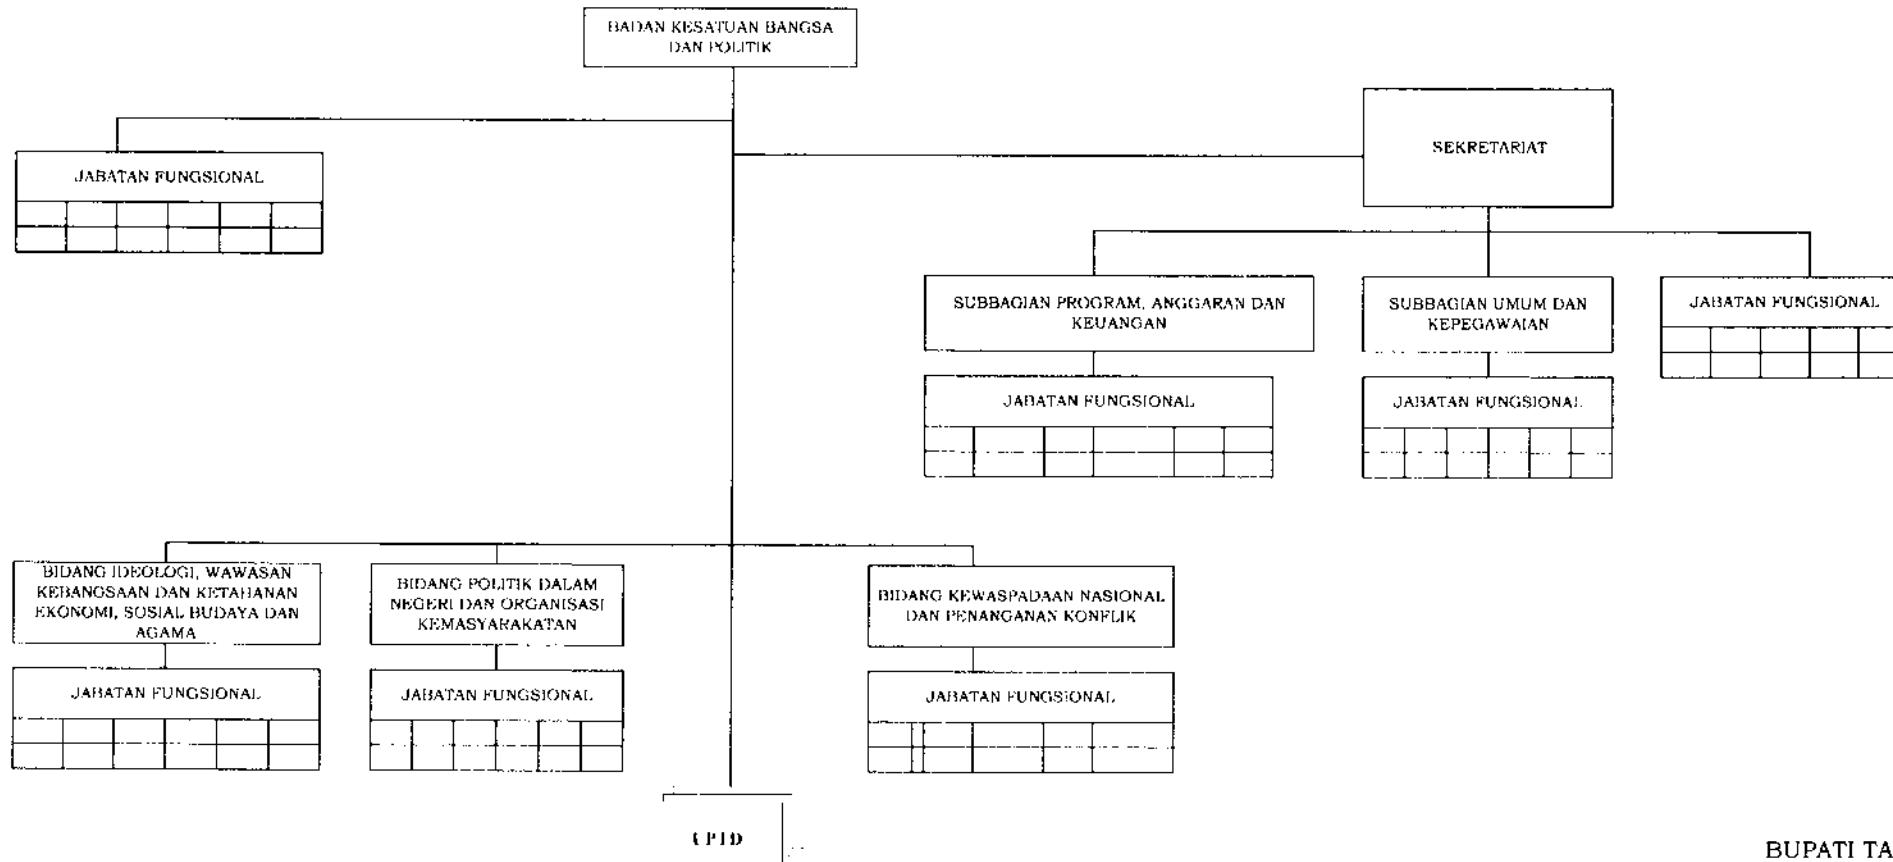 BADAN KESATUAN BANGSA
DAN POLITIK
SEKRETARIAT
JABATAN FUNGSIONAL
SUBBAGIAN PROGRAM, ANGGARAN DAN
KEUANGAN
SUBBAGIAN UMUM DAN
KEPEGAWAIAN
JABATAN FUNGSIONAL
JABATAN FUNGSIONAL
JABATAN FUNGSIONAL
BIDANG IDEOLOGI, WAWASAN
KEBANGSAAN DAN KETAHANAN
EKONOMI, SOSIAL BUDAYA DAN
AGAMA
BIDANG POLITIK DALAM
NEGERI DAN ORGANISASI
KEMASYARAKATAN
BIDANG KEWASPADAAN NASIONAL
DAN PENANGANAN KONFLIK
JABATAN FUNGSIONAL
JABATAN FUNGSIONAL
JABATAN FUNGSIONAL
UPTD
BUPATI TA